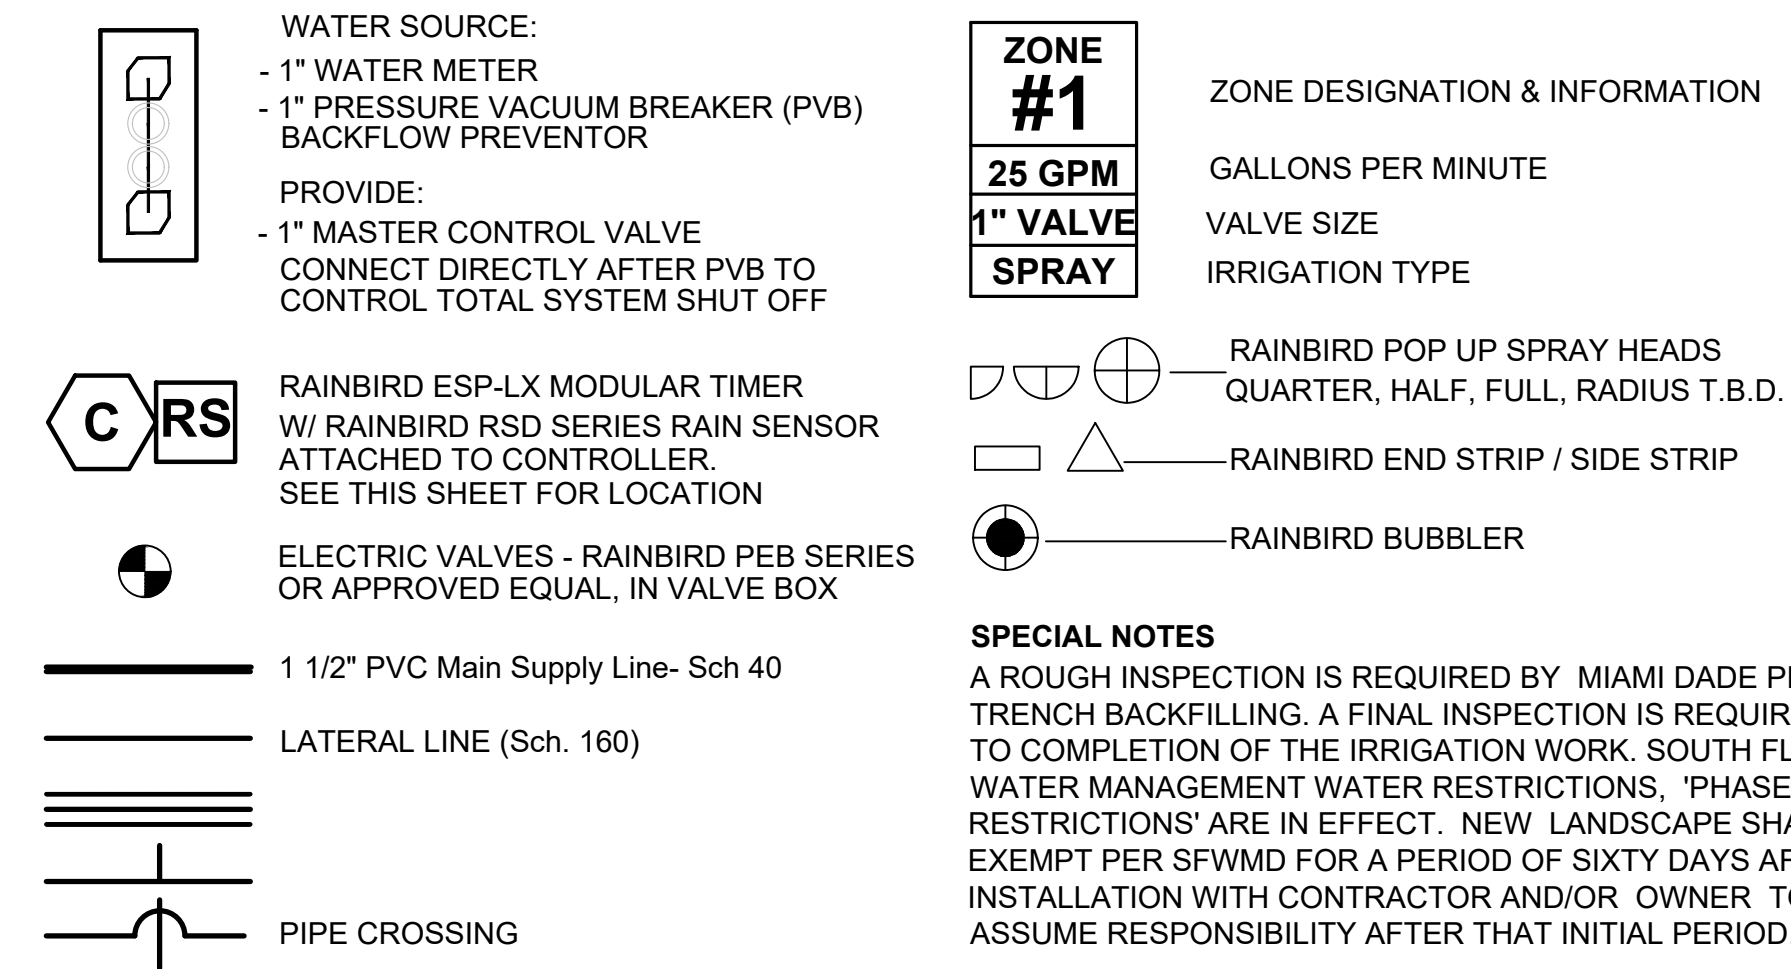 WATER SOURCE:
- 1" WATER METER
- 1" PRESSURE VACUUM BREAKER (PVB)
BACKFLOW PREVENTOR
PROVIDE:
- 1" MASTER CONTROL VALVE
CONNECT DIRECTLY AFTER PVB TO
CONTROL TOTAL SYSTEM SHUT OFF
C RS
RAINBIRD ESP-LX MODULAR TIMER
W/ RAINBIRD RSD SERIES RAIN SENSOR
ATTACHED TO CONTROLLER.
SEE THIS SHEET FOR LOCATION
ELECTRIC VALVES - RAINBIRD PEB SERIES
OR APPROVED EQUAL, IN VALVE BOX
1 1/2" PVC Main Supply Line- Sch 40
LATERAL LINE (Sch. 160)
PIPE CROSSING
ZONE
#1
ZONE DESIGNATION & INFORMATION
25 GPM GALLONS PER MINUTE
1" VALVE VALVE SIZE
SPRAY IRRIGATION TYPE
RAINBIRD POP UP SPRAY HEADS
QUARTER, HALF, FULL, RADIUS T.B.D.
RAINBIRD END STRIP / SIDE STRIP
RAINBIRD BUBBLER
SPECIAL NOTES
A ROUGH INSPECTION IS REQUIRED BY MIAMI DADE
TRENCH BACKFILLING. A FINAL INSPECTION IS
TO COMPLETION OF THE IRRIGATION WORK. SOUTH
WATER MANAGEMENT WATER RESTRICTIONS, 'PHASE
RESTRICTIONS' ARE IN EFFECT. NEW LANDSCAPE
EXEMPT PER SFWMD FOR A PERIOD OF SIXTY DAYS
INSTALLATION WITH CONTRACTOR AND/OR OWNER
ASSUME RESPONSIBILITY AFTER THAT INITIAL PERIOD